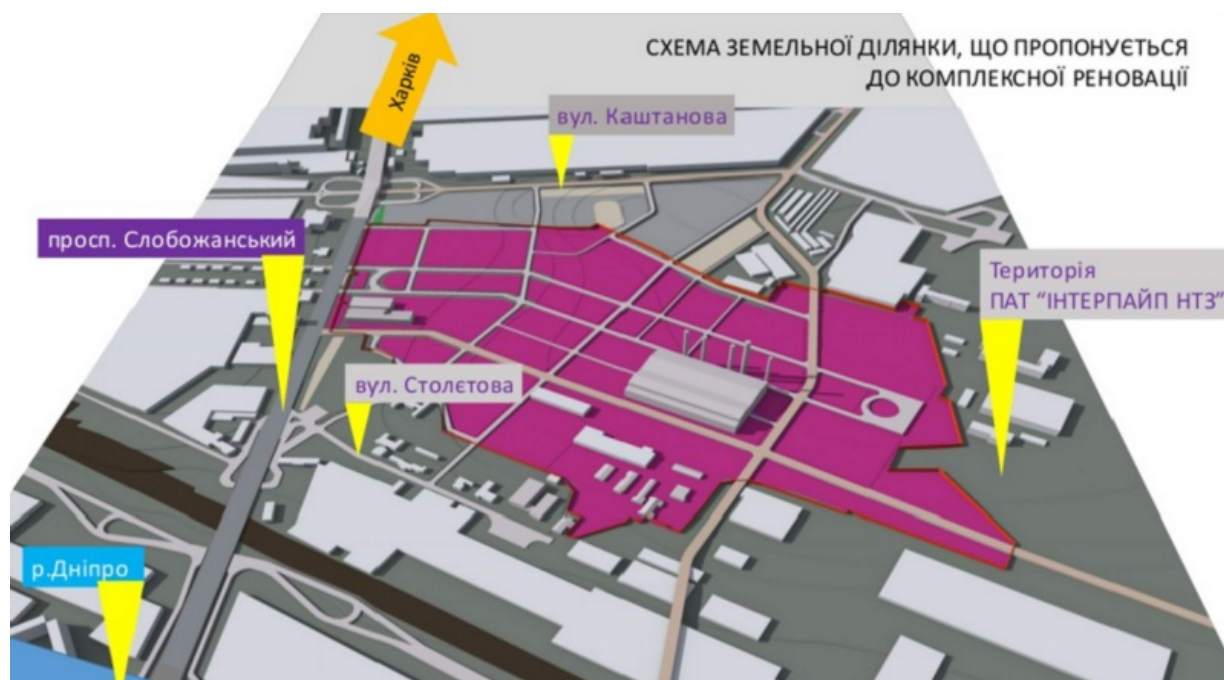 СХЕМА ЗЕМЕЛЬНОЇ ДІЛЯНКИ, ЩО ПРОПОНУЄТЬСЯ
ДО КОМПЛЕКСНОЇ РЕНОВАЦІЇ
Харків
вул. Каштанова
просп. Слобожанський
Територія
ПАТ “ІНТЕРПАЙП НТЗ”
вул. Столєтова
р.Дніпро